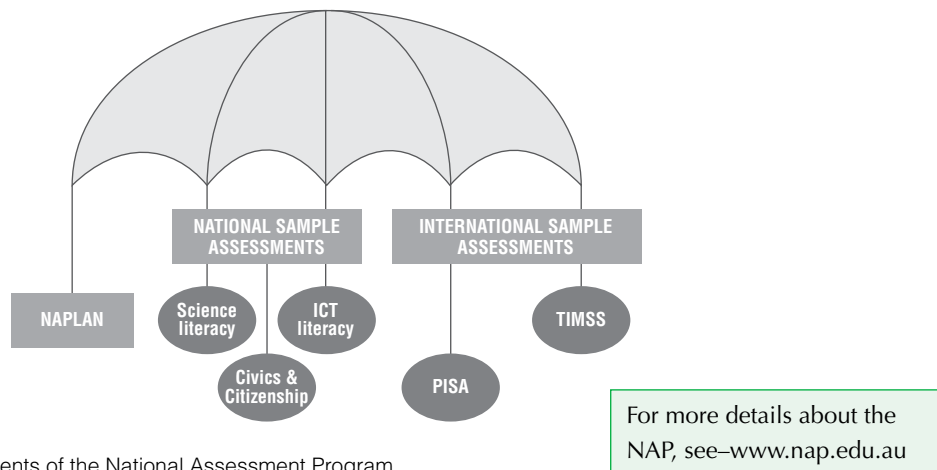 NATIONAL SAMPLE
ASSESSMENTS
INTERNATIONAL SAMPLE
ASSESSMENTS
NAPLAN
Science
literacy
ICT
literacy
TIMSS
Civics &
Citizenship
PISA
For more details about the
NAP, see–www.nap.edu.au
of the National Assessment Program